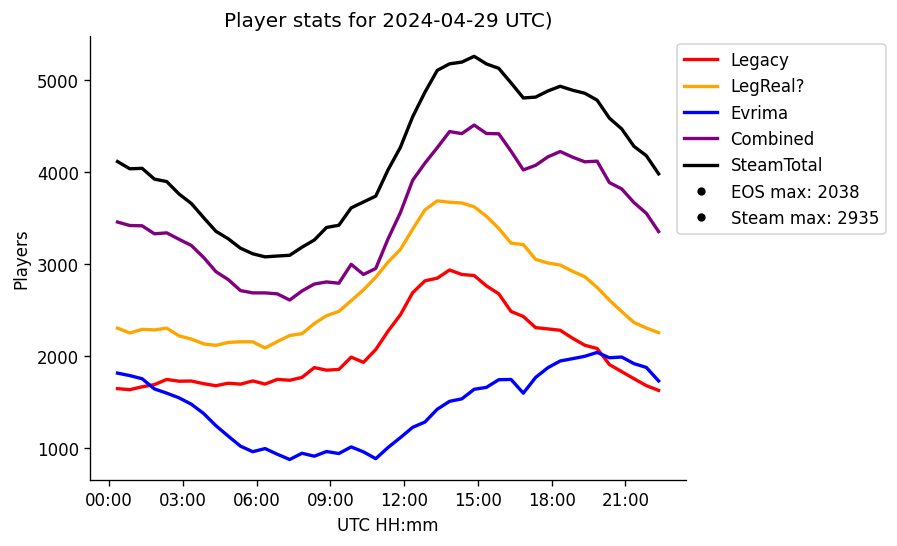 Player stats for 2024-04-29 UTC)
Legacy
LegReal?
Evrima
Combined
SteamTotal
EOS max: 2038
Steam max: 2935
Players
5000
4000
3000
2000
1000
00:00 03:00 06:00 09:00 12:00 15:00 18:00 21:00
UTC HH:mm